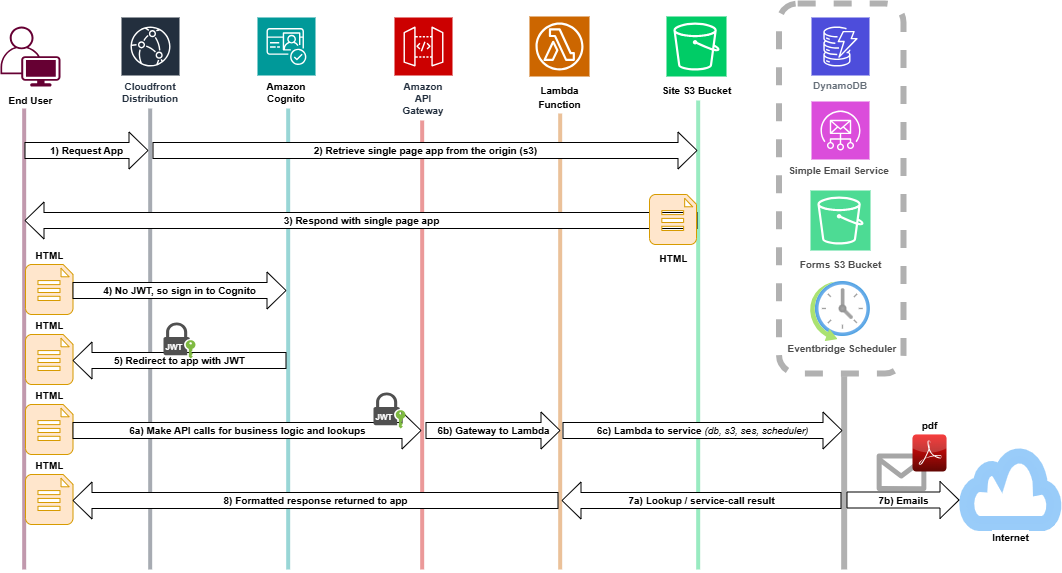 End User
Cloudfront
Distribution
Amazon
Cognito
Amazon
API
Gateway
Lambda
Function
Site S3 Bucket
DynamoDB
Simple Email Service
Forms S3 Bucket
Eventbridge Scheduler
1) Request App
2) Retrieve single page app from the origin (s3)
3) Respond with single page app
HTML
HTML
4) No JWT, so sign in to Cognito
HTML
JWT
5) Redirect to app with JWT
HTML
JWT
6a) Make API calls for business logic and lookups
6b) Gateway to Lambda
6c) Lambda to service (db, s3, ses, scheduler)
pdf
HTML
8) Formatted response returned to app
7a) Lookup / service-call result
7b) Emails
Internet